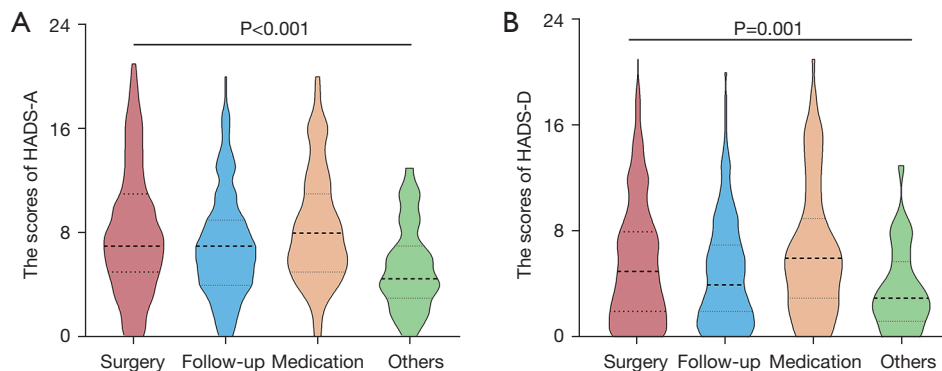 A
P<0.001
The scores of HADS-A
24
16
8
0
Surgery Follow-up Medication Others
B
P=0.001
The scores of HADS-D
24
16
8
0
Surgery Follow-up Medication Others